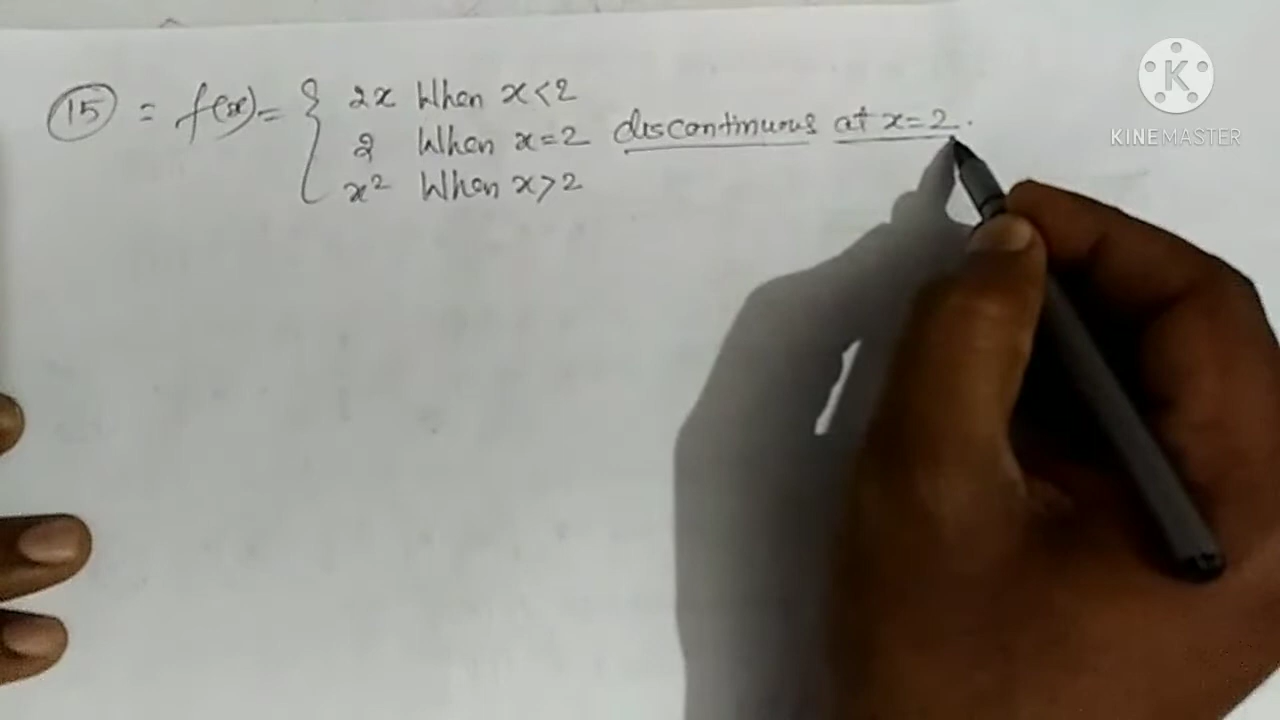 15 = f(x) = { 2x When x<2
2 When x=2 discontinuous at x=2.
x² When x>2
K
KINEMASTER